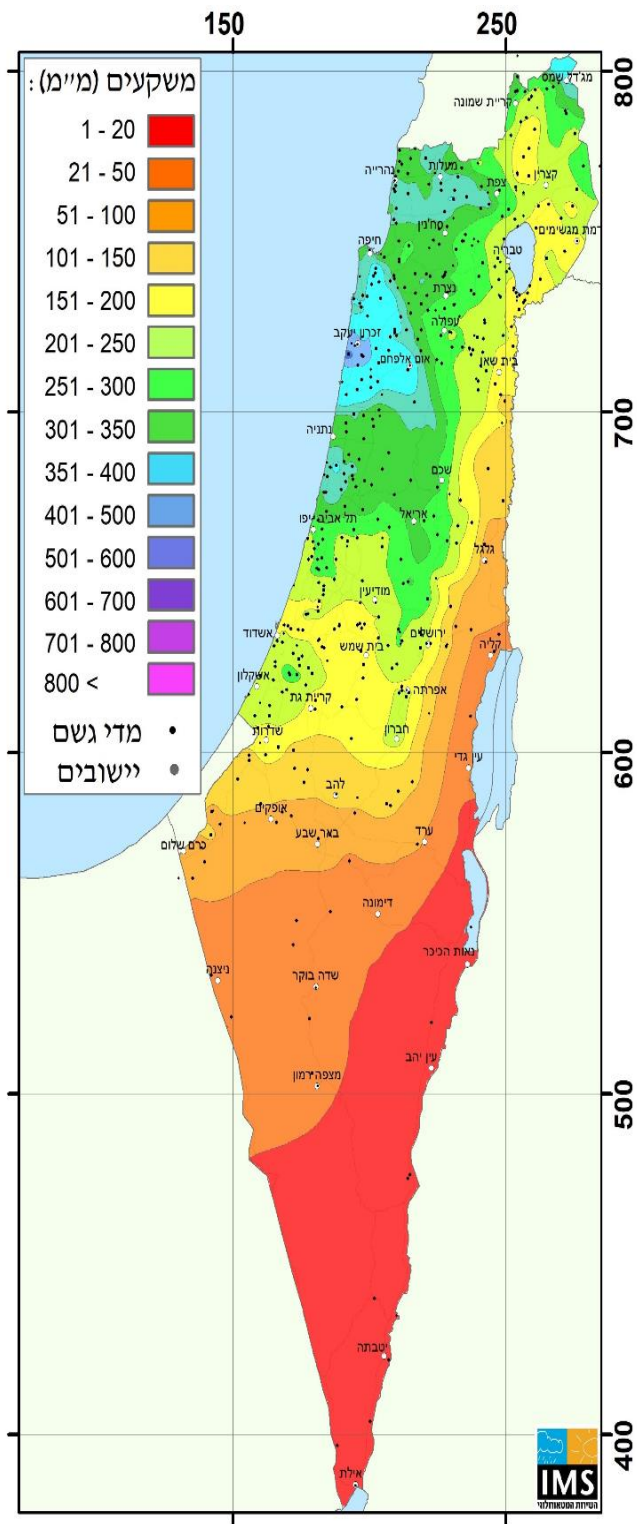 150 250
800
700
600
500
400
משקעים (מ״מ):
1 - 20
21 - 50
51 - 100
101 - 150
151 - 200
201 - 250
251 - 300
301 - 350
351 - 400
401 - 500
501 - 600
601 - 700
701 - 800
800 <
מדי גשם
יישובים
מג'דל שמס
קריית שמונה
מעלות
נהרייה
צפת
קצרין
סח'נין
רמת מגשימים
חיפה
טבריה
נצרת
עפולה
זכרון יעקב
אום אלפחם
בית שאן
נתניה
שכם
אריאל
תל אביב יפו
גלגל
מודיעין
אשדוד
ירושלים
בית שמש
קליה
אשקלון
אפרתה
קריית גת
חברון
שדרות
עין גדי
להב
אופקים
באר שבע
ערד
כרם שלום
דימונה
נאות הכיכר
ניצנה
שדה בוקר
עין יהב
מצפה רמון
יטבתה
אילת
IMS
השירות המטאורולוגי